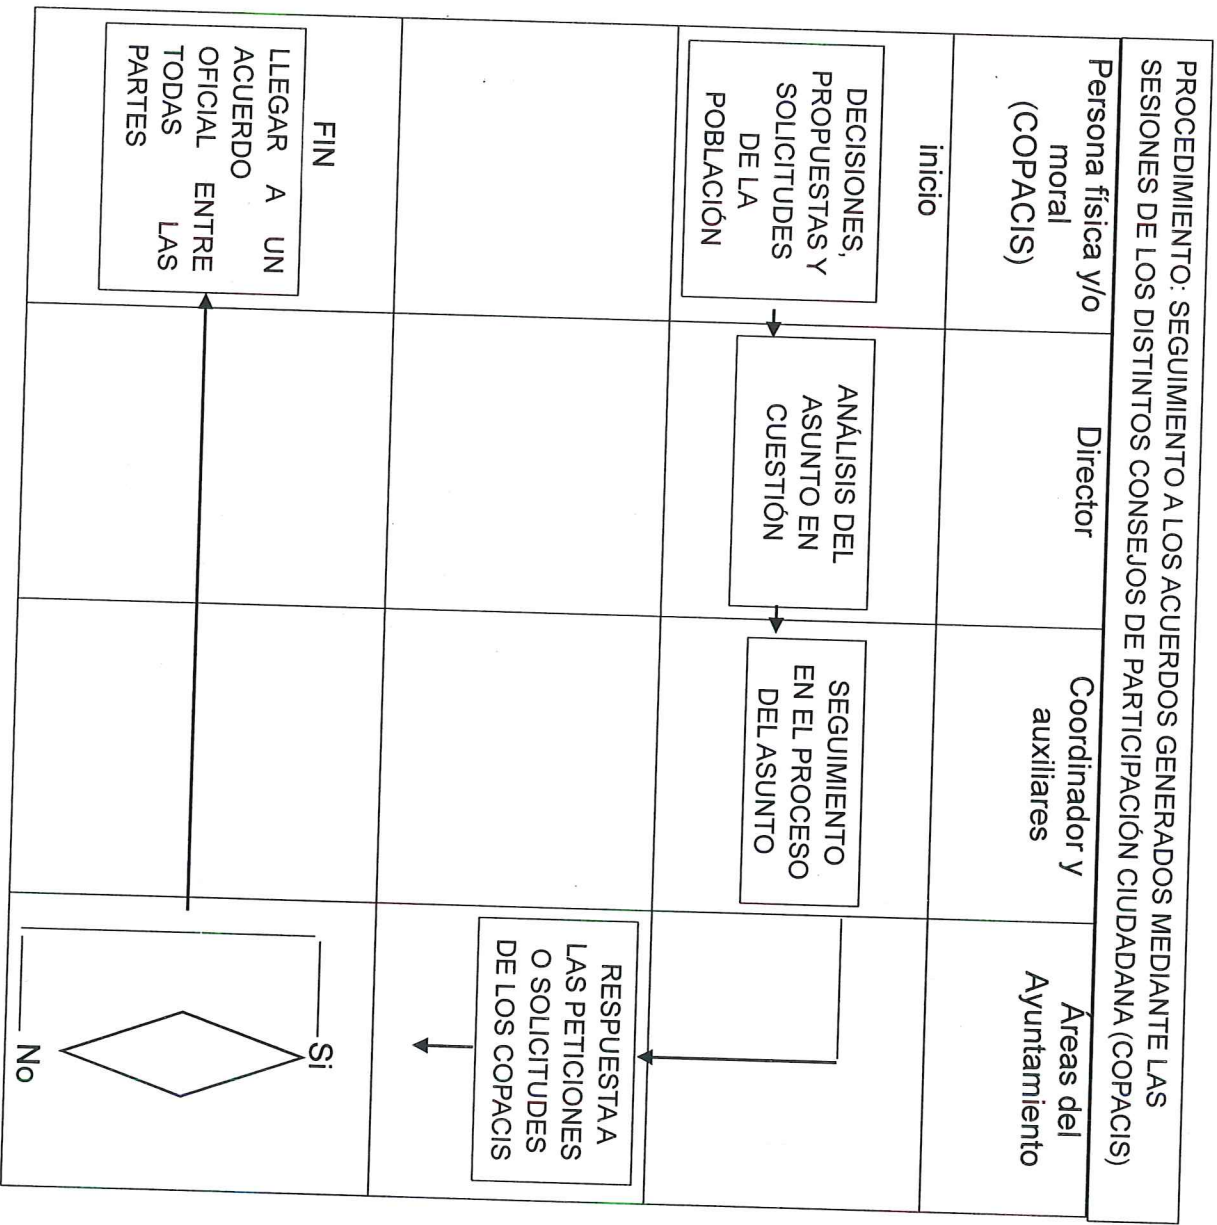 PROCEDIMIENTO: SEGUIMIENTO A LOS ACUERDOS GENERADOS MEDIANTE LAS
SESIONES DE LOS DISTINTOS CONSEJOS DE PARTICIPACIÓN CIUDADANA (COPACIS)
Persona física y/o
moral
(COPACIS)
Director
Coordinador y
auxiliares
Áreas del
Ayuntamiento
inicio
DECISIONES,
PROPUESTAS Y
SOLICITUDES
DE LA
POBLACIÓN
ANÁLISIS DEL
ASUNTO EN
CUESTIÓN
SEGUIMIENTO
EN EL PROCESO
DEL ASUNTO
RESPUESTA A
LAS PETICIONES
O SOLICITUDES
DE LOS COPACIS
FIN
LLEGAR A UN
ACUERDO
OFICIAL ENTRE
TODAS LAS
PARTES
Si
No